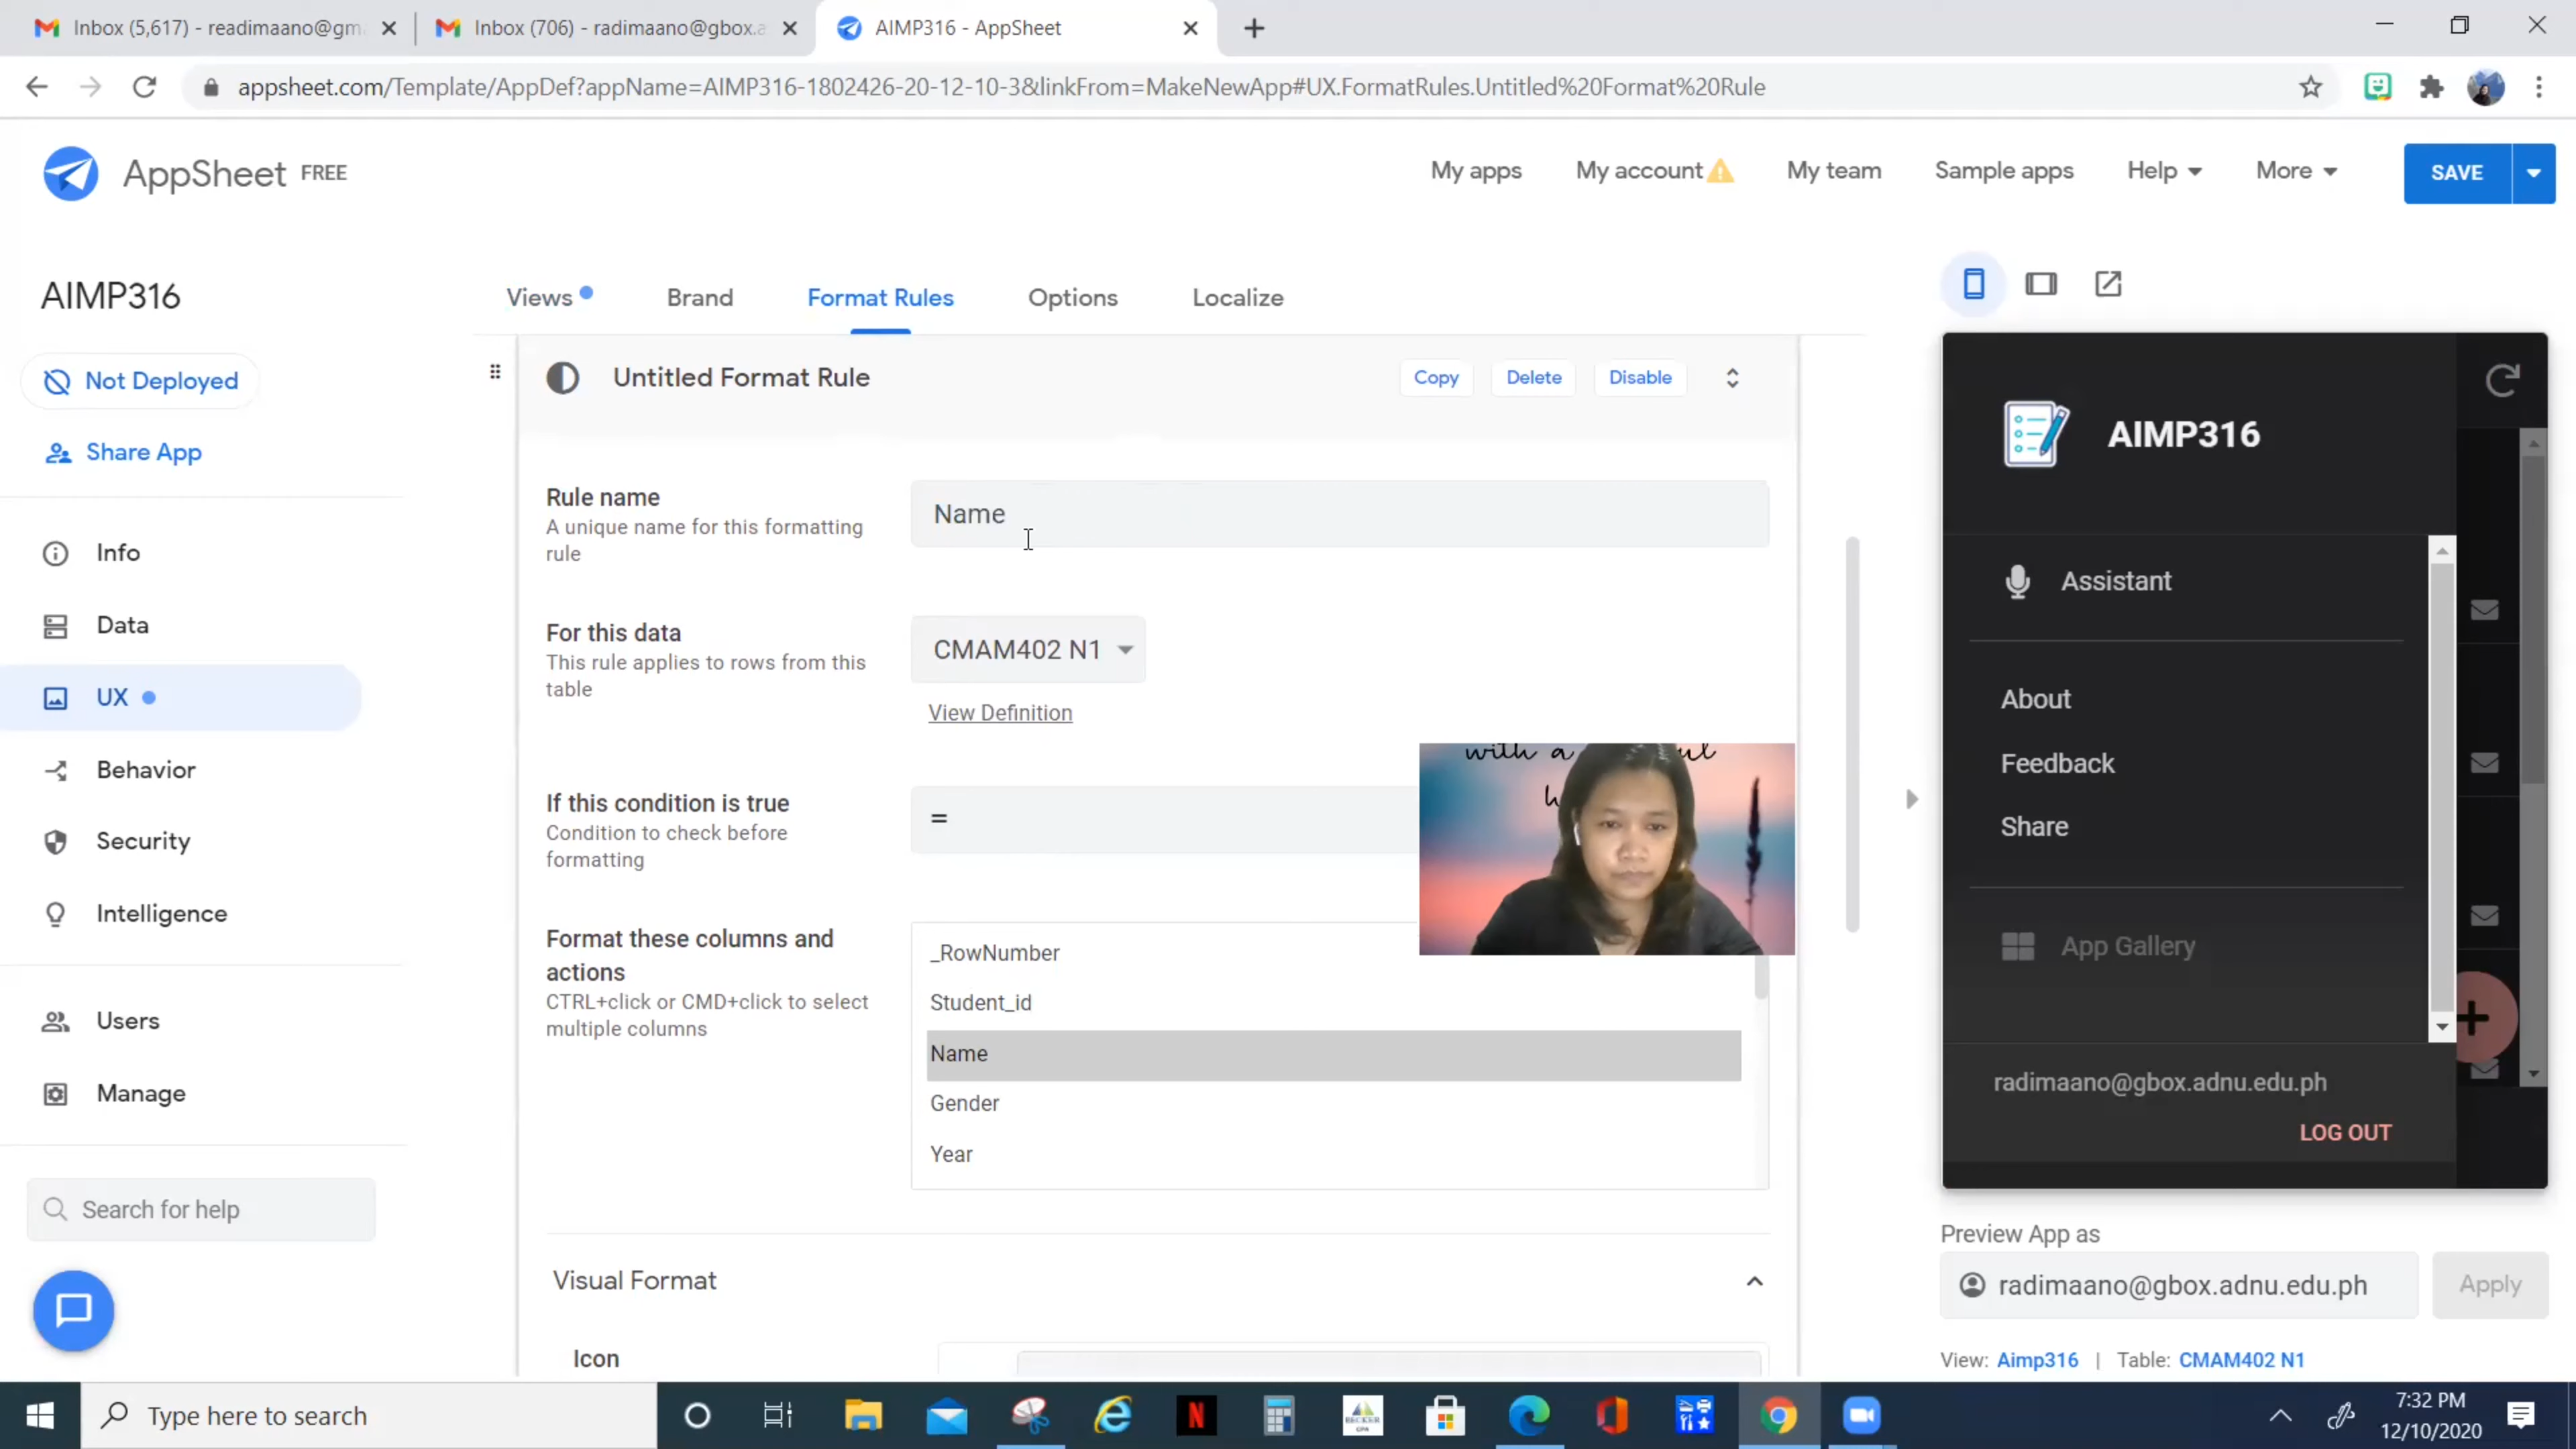 Inbox (5,617) - readimaano@gm
Inbox (706) - radimaano@gbox.a
AIMP316 - AppSheet
appsheet.com/Template/AppDef?appName=AIMP316-1802426-20-12-10-3&linkFrom=MakeNewApp#UX.FormatRules.Untitled%20Format%20Rule
AppSheet FREE
My apps
My account
My team
Sample apps
Help
More
SAVE
AIMP316
Not Deployed
Share App
Info
Data
UX
Behavior
Security
Intelligence
Users
Manage
Search for help
Views
Brand
Format Rules
Options
Localize
Untitled Format Rule
Copy
Delete
Disable
Rule name
A unique name for this formatting
rule
Name
For this data
This rule applies to rows from this
table
CMAM402 N1
View Definition
If this condition is true
Condition to check before
formatting
=
with a
Format these columns and
actions
CTRL+click or CMD+click to select
multiple columns
_RowNumber
Student_id
Name
Gender
Year
Visual Format
Icon
AIMP316
Assistant
About
Feedback
Share
App Gallery
radimaano@gbox.adnu.edu.ph
LOG OUT
Preview App as
radimaano@gbox.adnu.edu.ph
Apply
View: Aimp316 | Table: CMAM402 N1
Type here to search
N
BECKER
CPA
7:32 PM
12/10/2020